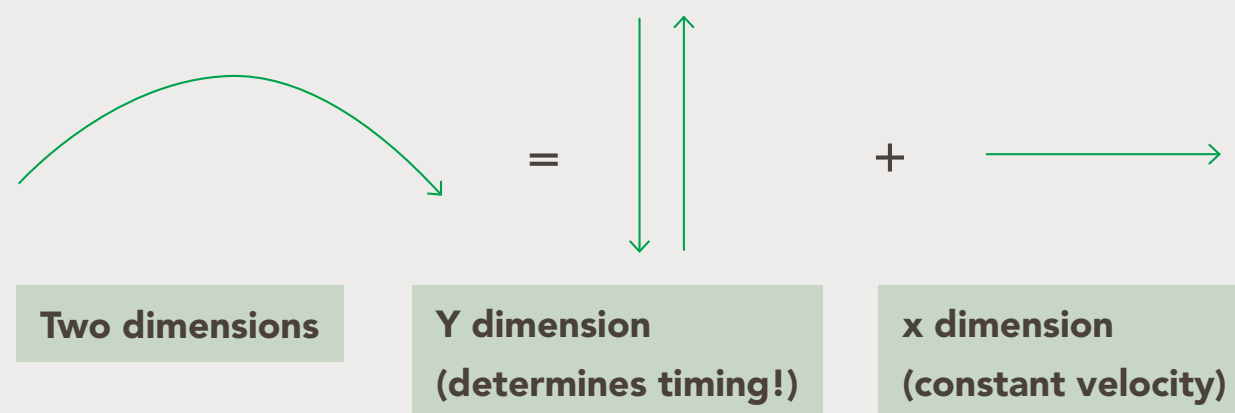 =
+
Two dimensions
Y dimension
(determines timing!)
x dimension
(constant velocity)